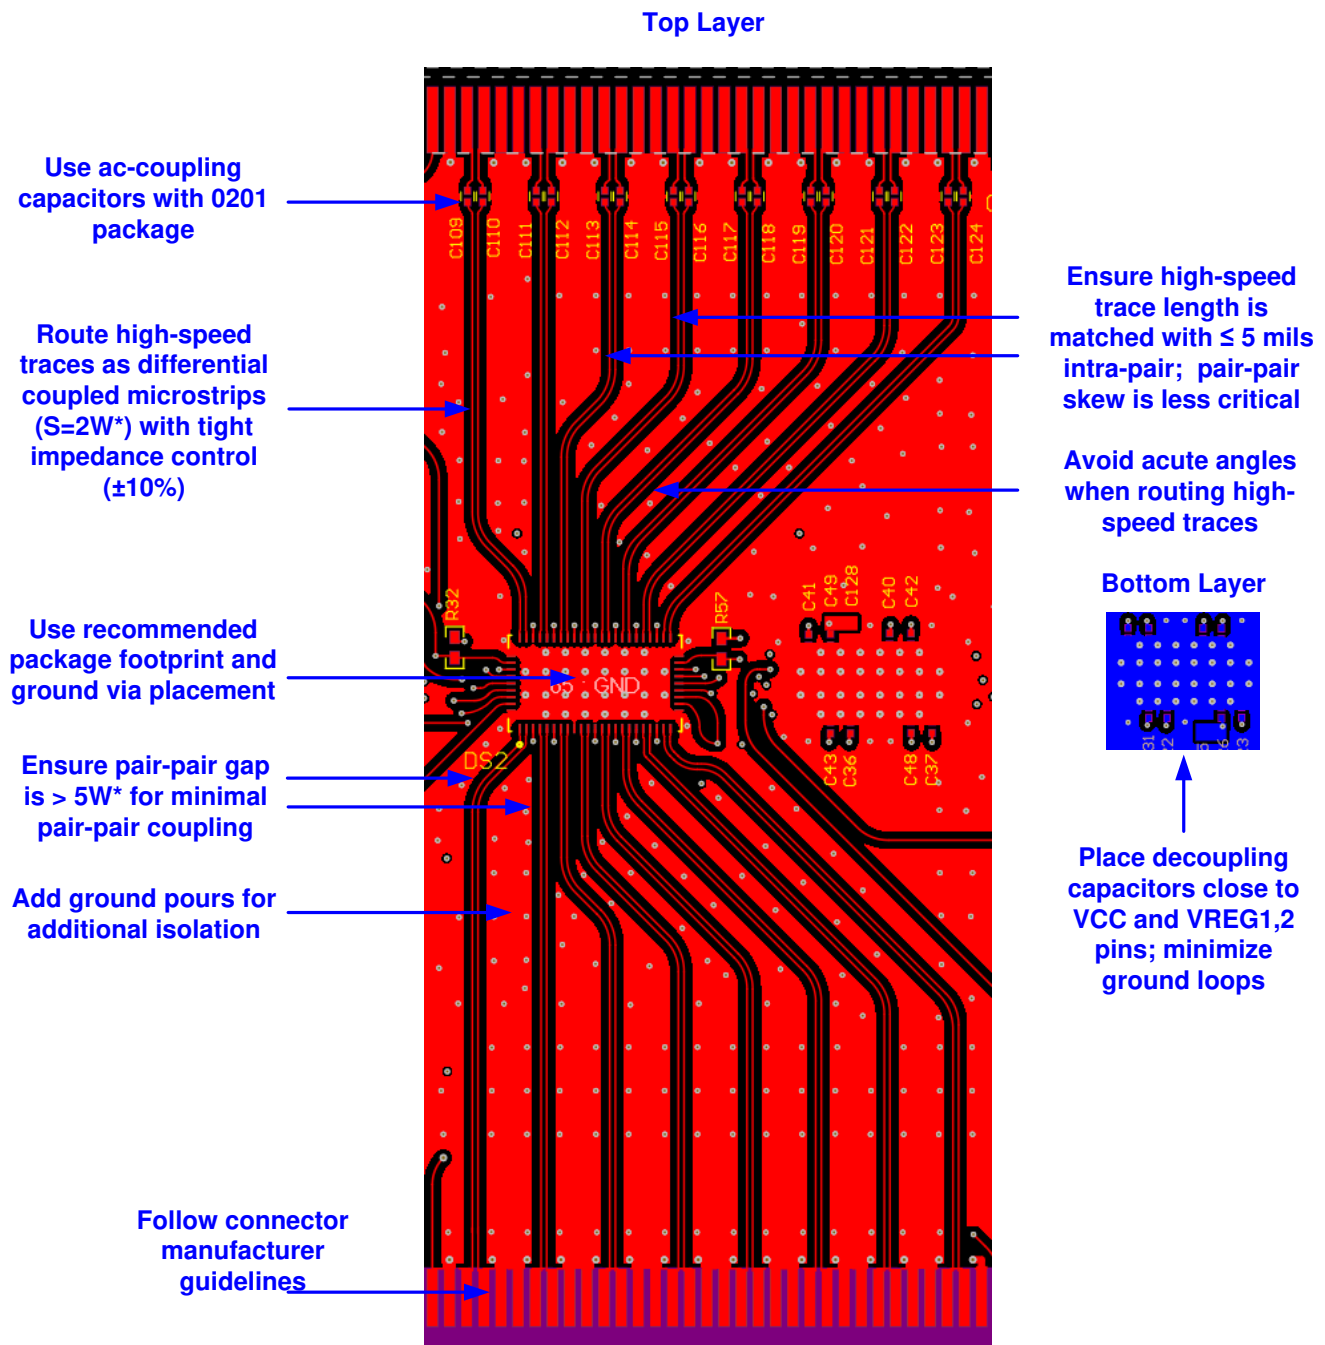 Top Layer
Use ac-coupling
capacitors with 0201
package
C109
C110
C111
C112
C113
C114
C115
C116
C117
C118
C119
C120
C121
C122
C123
C124
Ensure high-speed
trace length is
matched with ≤ 5 mils
intra-pair; pair-pair
skew is less critical
Route high-speed
traces as differential
coupled microstrips
(S=2W*) with tight
impedance control
(±10%)
Avoid acute angles
when routing high-
speed traces
Bottom Layer
R32
R57
C41
C49
C128
C40
C42
Use recommended
package footprint and
ground via placement
65 : GND
DS2
C43
C36
C48
C37
Ensure pair-pair gap
is > 5W* for minimal
pair-pair coupling
Place decoupling
capacitors close to
VCC and VREG1,2
pins; minimize
ground loops
Add ground pours for
additional isolation
Follow connector
manufacturer
guidelines